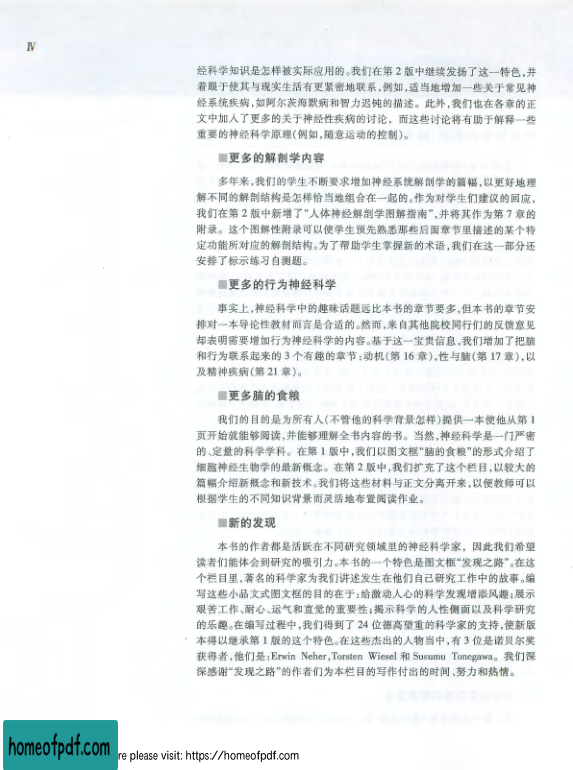 Ⅳ
经科学知识是怎样被实际应用的。我们在第 2 版中继续发扬了这一特色,并
着眼于使其与现实生活有更紧密地联系,例如,适当地增加一些关于常见神
经系统疾病,如阿尔茨海默病和智力迟钝的描述。此外,我们也在各章的正
文中加入了更多的关于神经性疾病的讨论,而这些讨论将有助于解释一些
重要的神经科学原理(例如,随意运动的控制)。
■更多的解剖学内容
多年来,我们的学生不断要求增加神经系统解剖学的篇幅,以更好地理
解不同的解剖结构是怎样恰当地组合在一起的。作为对学生们建议的回应,
我们在第 2 版中新增了“人体神经解剖学图解指南”,并将其作为第 7 章的
附录。这个图解性附录可以使学生预先熟悉那些后面章节里描述的某个特
定功能所对应的解剖结构。为了帮助学生掌握新的术语,我们在这一部分还
安排了标示练习自测题。
■更多的行为神经科学
事实上,神经科学中的趣味话题远比本书的章节要多,但本书的章节安
排对一本导论性教材而言是合适的。然而,来自其他院校同行们的反馈意见
却表明需要增加行为神经科学的内容。基于这一宝贵信息,我们增加了把脑
和行为联系起来的 3 个有趣的章节:动机(第 16 章),性与脑(第 17 章),以
及精神疾病(第 21 章)。
■更多脑的食粮
我们的目的是为所有人(不管他的科学背景怎样)提供一本使他从第 1
页开始就能够阅读,并能够理解全书内容的书。当然,神经科学是一门严密
的、定量的科学学科。在第 1 版中,我们以图文框“脑的食粮”的形式介绍了
细胞神经生物学的最新概念。在第 2 版中,我们扩充了这个栏目,以较大的
篇幅介绍新概念和新技术。我们将这些材料与正文分离开来,以便教师可以
根据学生的不同知识背景而灵活地布置阅读作业。
■新的发现
本书的作者都是活跃在不同研究领域里的神经科学家,因此我们希望
读者们能体会到研究的吸引力。本书的一个特色是图文框“发现之路”。在这
个栏目里,著名的科学家为我们讲述发生在他们自己研究工作中的故事。编
写这些小品文式图文框的目的在于:给激动人心的科学发现增添风趣;展示
艰苦工作、耐心、运气和直觉的重要性;揭示科学的人性侧面以及科学研究
的乐趣。在编写过程中,我们得到了 24 位德高望重的科学家的支持,使新版
本得以继承第 1 版的这个特色。在这些杰出的人物当中,有 3 位是诺贝尔奖
获得者,他们是:Erwin Neher,Torsten Wiesel 和 Susumu Tonegawa。我们深
深感谢“发现之路”的作者们为本栏目的写作付出的时间、努力和热情。
homeofpdf.com
re please visit: https://homeofpdf.com